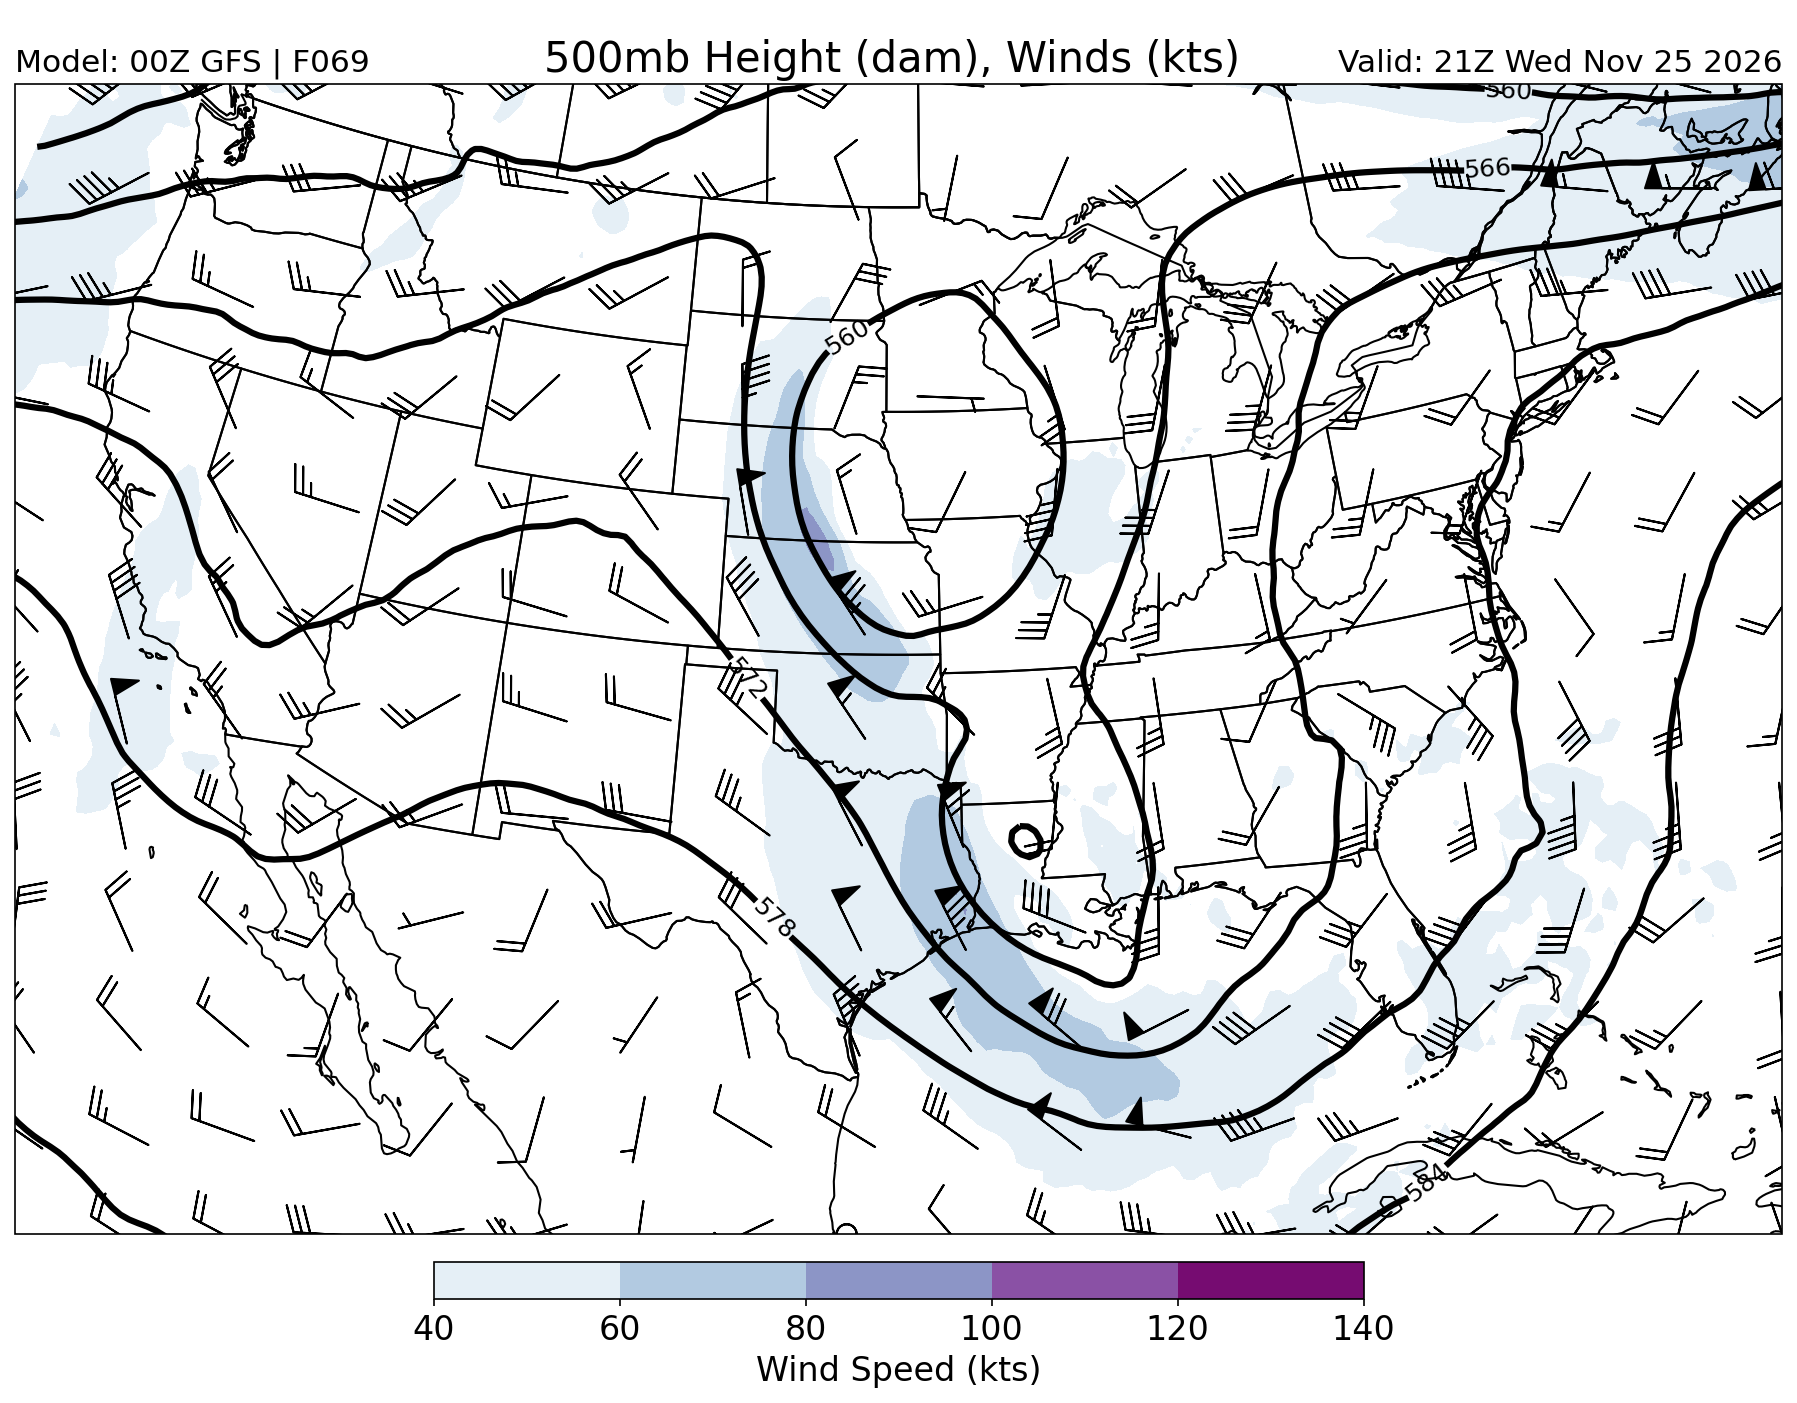 Model: 00Z GFS | F069
500mb Height (dam), Winds (kts)
Valid: 21Z Wed Nov 25 2026
560
566
560
572
578
584
40 60 80 100 120 140
Wind Speed (kts)